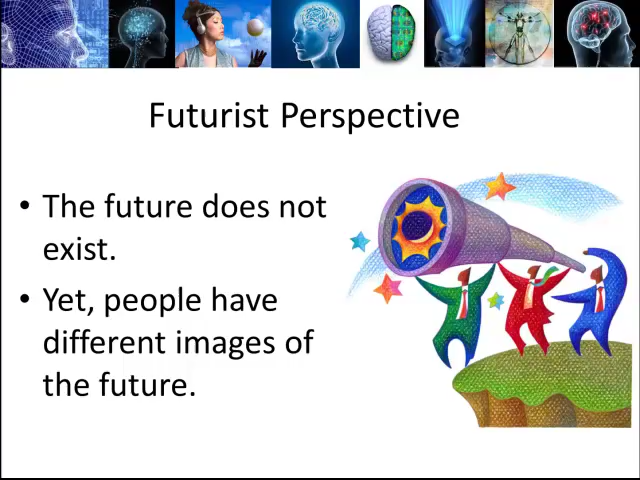 Futurist Perspective
• The future does not
exist.
• Yet, people have
different images of
the future.